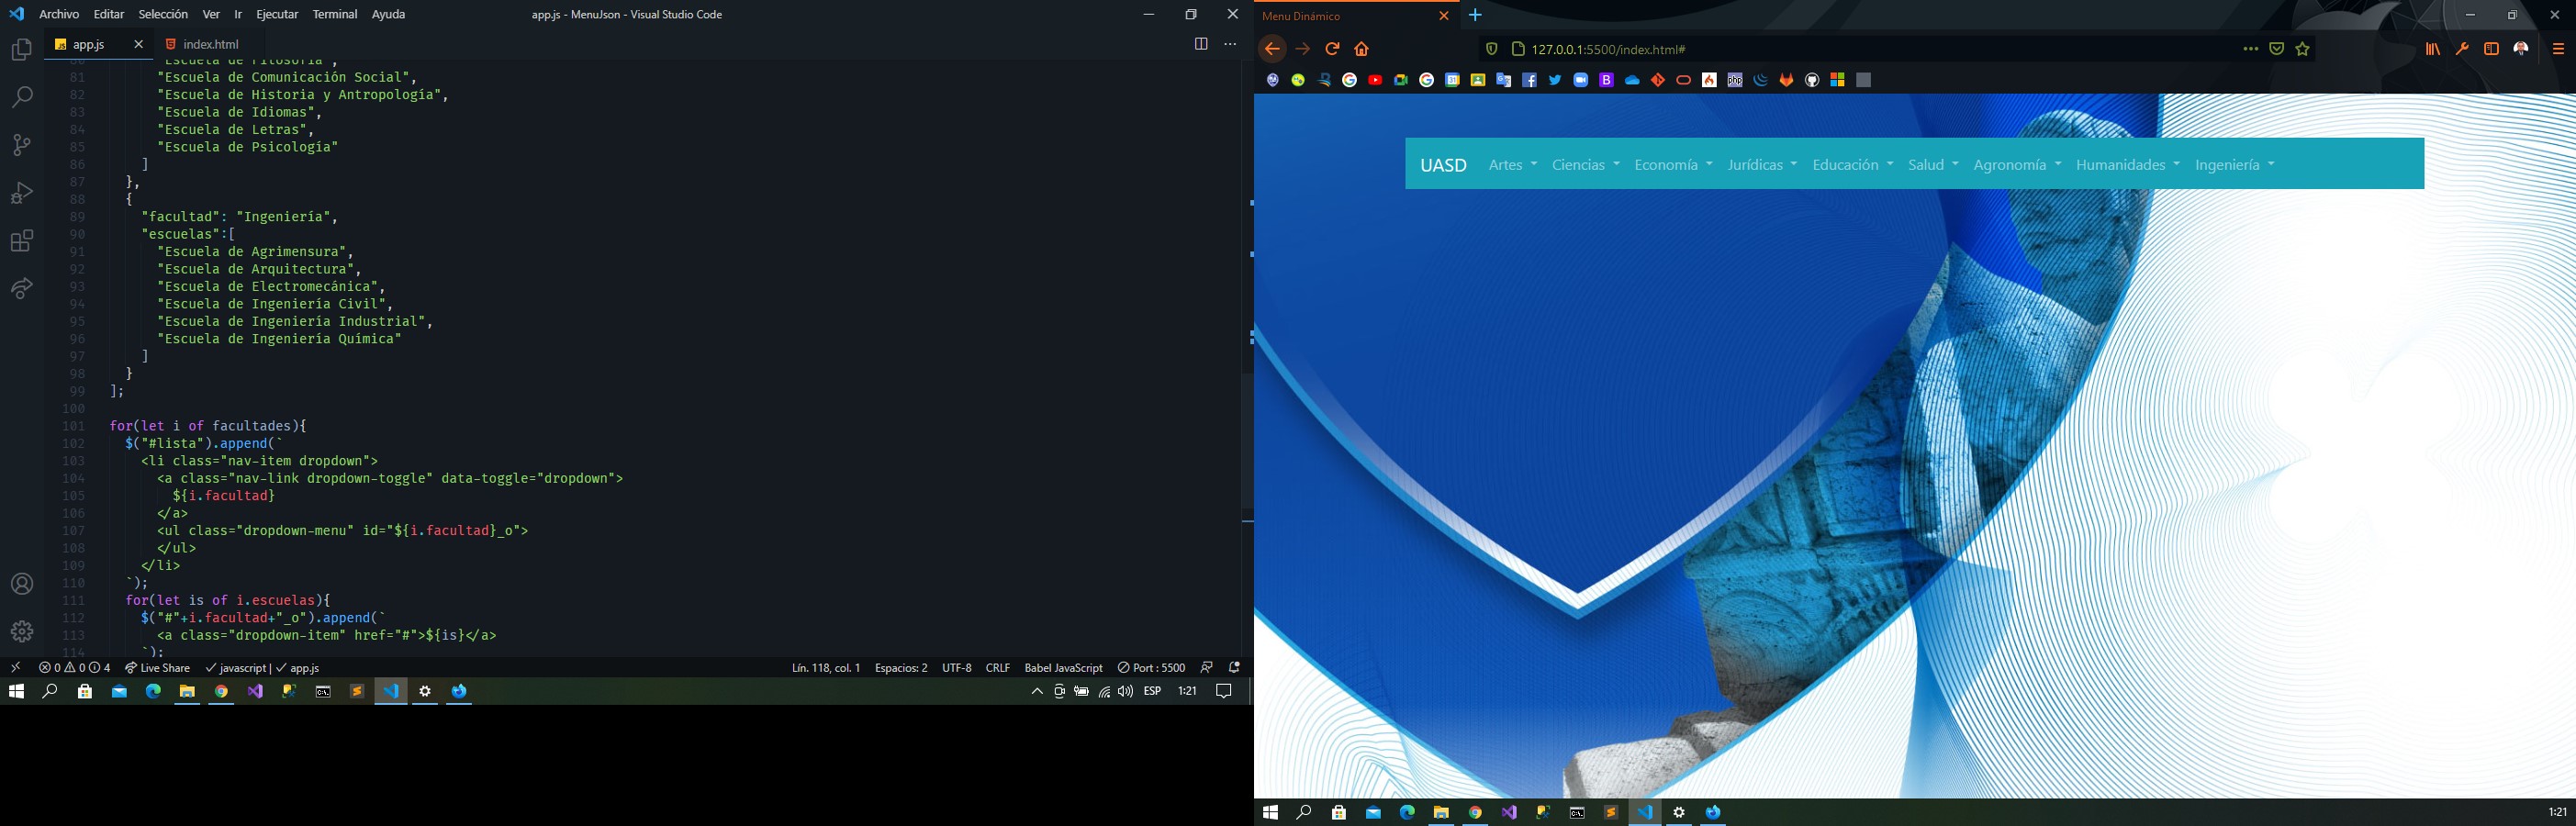 Archivo Editar Selección Ver Ir Ejecutar Terminal Ayuda
app.js - MenuJson - Visual Studio Code
app.js
index.html
80 "Escuela de Filosofía",
81 "Escuela de Comunicación Social",
82 "Escuela de Historia y Antropología",
83 "Escuela de Idiomas",
84 "Escuela de Letras",
85 "Escuela de Psicología"
86 ]
87 },
88 {
89 "facultad": "Ingeniería",
90 "escuelas":[
91 "Escuela de Agrimensura",
92 "Escuela de Arquitectura",
93 "Escuela de Electromecánica",
94 "Escuela de Ingeniería Civil",
95 "Escuela de Ingeniería Industrial",
96 "Escuela de Ingeniería Química"
97 ]
98 }
99 ];
100
101 for(let i of facultades){
102 $("#lista").append(`
103 <li class="nav-item dropdown">
104 <a class="nav-link dropdown-toggle" data-toggle="dropdown">
105 ${i.facultad}
106 </a>
107 <ul class="dropdown-menu" id="${i.facultad}_o">
108 </ul>
109 </li>
110 `);
111 for(let is of i.escuelas){
112 $("#"+i.facultad+"_o").append(`
113 <a class="dropdown-item" href="#">${is}</a>
114 `);
0 0 4 Live Share javascript | app.js
Lín. 118, col. 1 Espacios: 2 UTF-8 CRLF Babel JavaScript Port : 5500
ESP 1:21
Menu Dinámico
127.0.0.1:5500/index.html#
UASD Artes Ciencias Economía Jurídicas Educación Salud Agronomía Humanidades Ingeniería
1:21